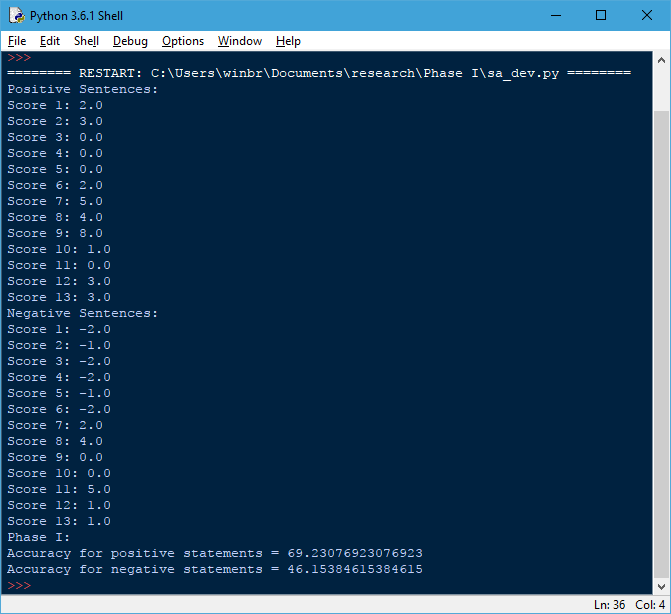 Python 3.6.1 Shell
File Edit Shell Debug Options Window Help
>>>
======== RESTART: C:\Users\winbr\Documents\research\Phase I\sa_dev.py ========
Positive Sentences:
Score 1: 2.0
Score 2: 3.0
Score 3: 0.0
Score 4: 0.0
Score 5: 0.0
Score 6: 2.0
Score 7: 5.0
Score 8: 4.0
Score 9: 8.0
Score 10: 1.0
Score 11: 0.0
Score 12: 3.0
Score 13: 3.0
Negative Sentences:
Score 1: -2.0
Score 2: -1.0
Score 3: -2.0
Score 4: -2.0
Score 5: -1.0
Score 6: -2.0
Score 7: 2.0
Score 8: 4.0
Score 9: 0.0
Score 10: 0.0
Score 11: 5.0
Score 12: 1.0
Score 13: 1.0
Phase I:
Accuracy for positive statements = 69.23076923076923
Accuracy for negative statements = 46.15384615384615
>>>
Ln: 36 Col: 4